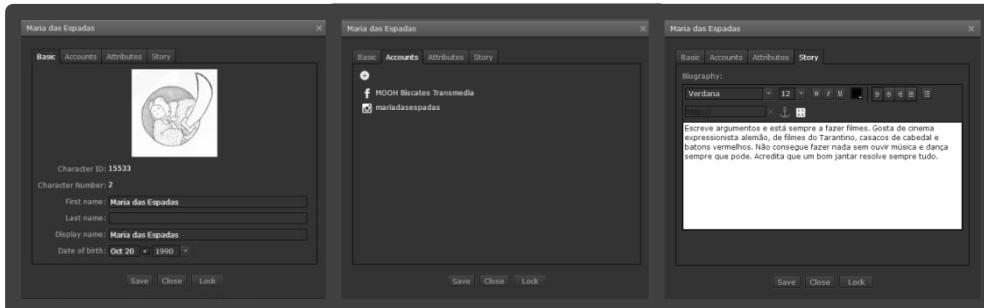 Maria das Espadas
Basic Accounts Attributes Story
Character ID: 15533
Character Number: 2
First name: Maria das Espadas
Last name:
Display name: Maria das Espadas
Date of birth: Oct 20 1990
Save Close Lock
Maria das Espadas
Basic Accounts Attributes Story
MOOH Biscates Transmedia
mariadasespadas
Save Close Lock
Maria das Espadas
Basic Accounts Attributes Story
Biography:
Verdana 12 B I U
http://
Escreve argumentos e está sempre a fazer filmes. Gosta de cinema
expressionista alemão, de filmes do Tarantino, casacos de cabedal e
batons vermelhos. Não consegue fazer nada sem ouvir música e dança
sempre que pode. Acredita que um bom jantar resolve sempre tudo.
Save Close Lock